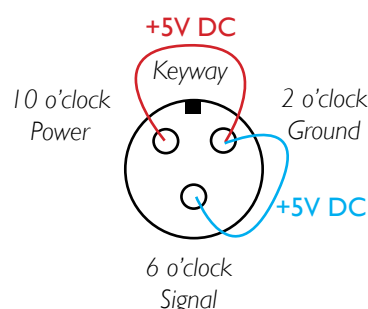 +5V DC
Keyway
10 o'clock
Power
2 o'clock
Ground
+5V DC
6 o'clock
Signal